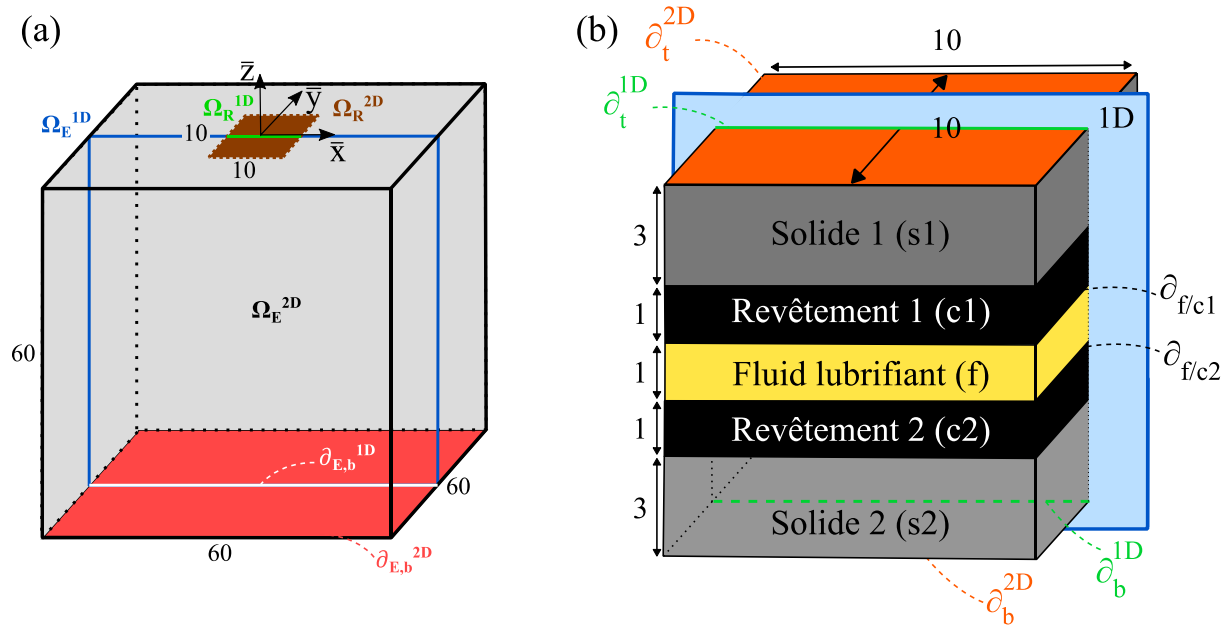 (a)
z̄
Ω_R^1D
ȳ
Ω_R^2D
Ω_E^1D
10
x̄
10
Ω_E^2D
60
∂_E,b^1D
60
60
∂_E,b^2D
(b)
∂_t^2D
10
∂_t^1D
1D
10
3
Solide 1 (s1)
∂_f/c1
1
Revêtement 1 (c1)
∂_f/c2
1
Fluid lubrifiant (f)
1
Revêtement 2 (c2)
3
Solide 2 (s2)
∂_b^1D
∂_b^2D